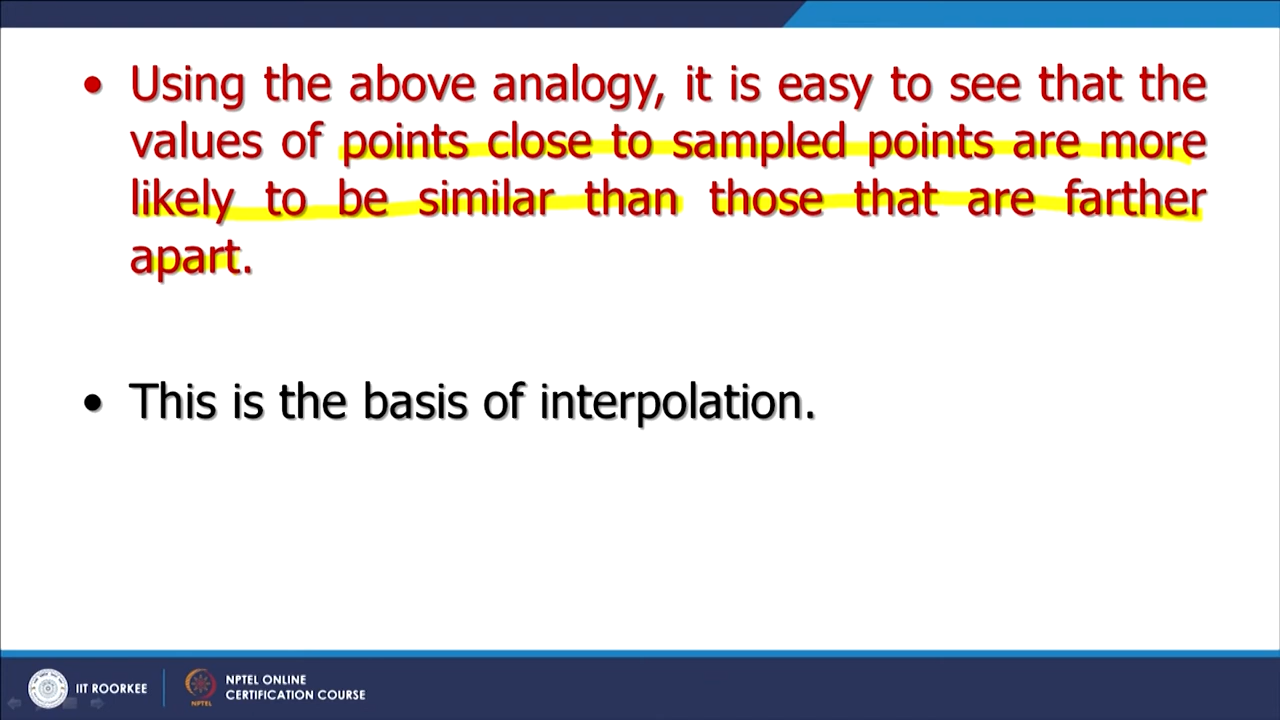 • Using the above analogy, it is easy to see that the
values of points close to sampled points are more
likely to be similar than those that are farther
apart.
• This is the basis of interpolation.
IIT ROORKEE
NPTEL
NPTEL ONLINE
CERTIFICATION COURSE